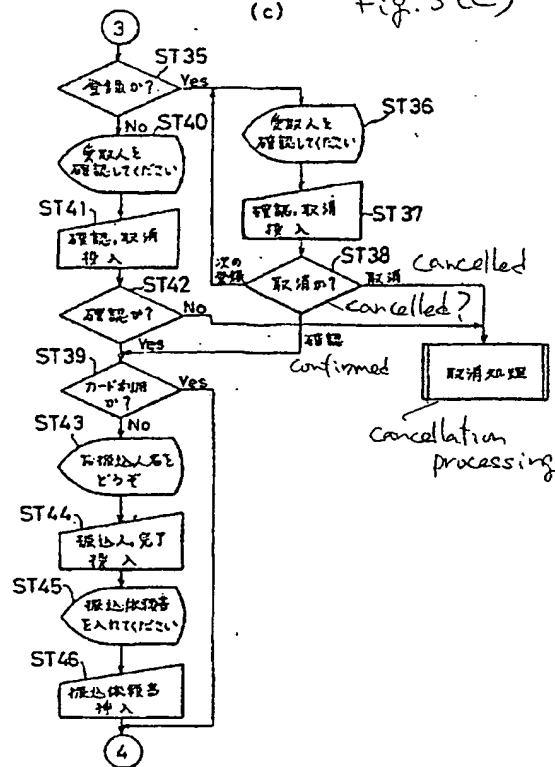 (c)
Fig. 3 (C)
3
ST35
登録か?
Yes
No
ST40
受取人を
確認してください
ST41
確認,取消
投入
ST42
確認か?
No
Yes
ST36
受取人を
確認してください
ST37
確認,取消
投入
ST38
取消か?
次の
登録
取消
cancelled
cancelled?
確認
confirmed
取消処理
cancellation
processing
ST39
カード利用
か?
Yes
No
ST43
お振込人名を
どうぞ
ST44
振込人,完了
投入
ST45
振込依頼書
を入れてください
ST46
振込依頼書
挿入
4